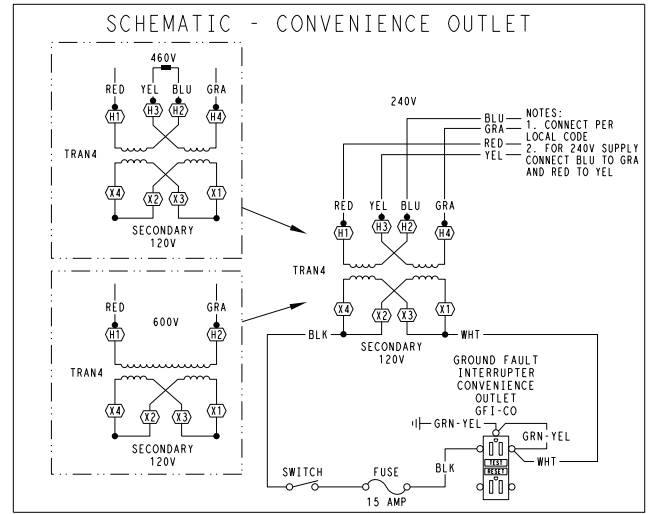 SCHEMATIC - CONVENIENCE OUTLET
460V
RED YEL BLU GRA
H1 H3 H2 H4
TRAN4
X4 X2 X3 X1
SECONDARY
120V
600V
RED GRA
H1 H2
TRAN4
X4 X2 X3 X1
SECONDARY
120V
240V
BLU
GRA
RED
YEL
NOTES:
1. CONNECT PER
LOCAL CODE
2. FOR 240V SUPPLY
CONNECT BLU TO GRA
AND RED TO YEL
RED YEL BLU GRA
H1 H3 H2 H4
TRAN4
X4 X2 X3 X1
BLK
WHT
SECONDARY
120V
GROUND FAULT
INTERRUPTER
CONVENIENCE
OUTLET
GFI-CO
GRN-YEL
GRN-YEL
WHT
TEST
RESET
BLK
SWITCH
FUSE
15 AMP